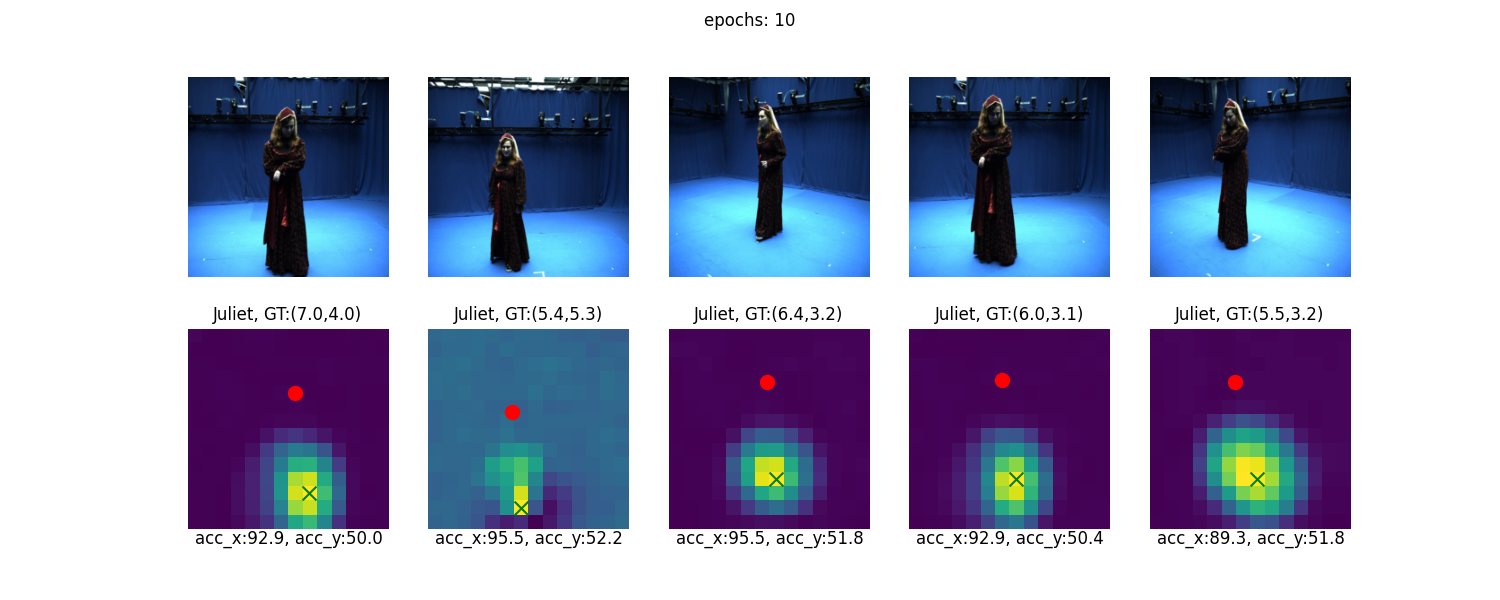 epochs: 10
Juliet, GT:(7.0,4.0)
Juliet, GT:(5.4,5.3)
Juliet, GT:(6.4,3.2)
Juliet, GT:(6.0,3.1)
Juliet, GT:(5.5,3.2)
acc_x:92.9, acc_y:50.0
acc_x:95.5, acc_y:52.2
acc_x:95.5, acc_y:51.8
acc_x:92.9, acc_y:50.4
acc_x:89.3, acc_y:51.8